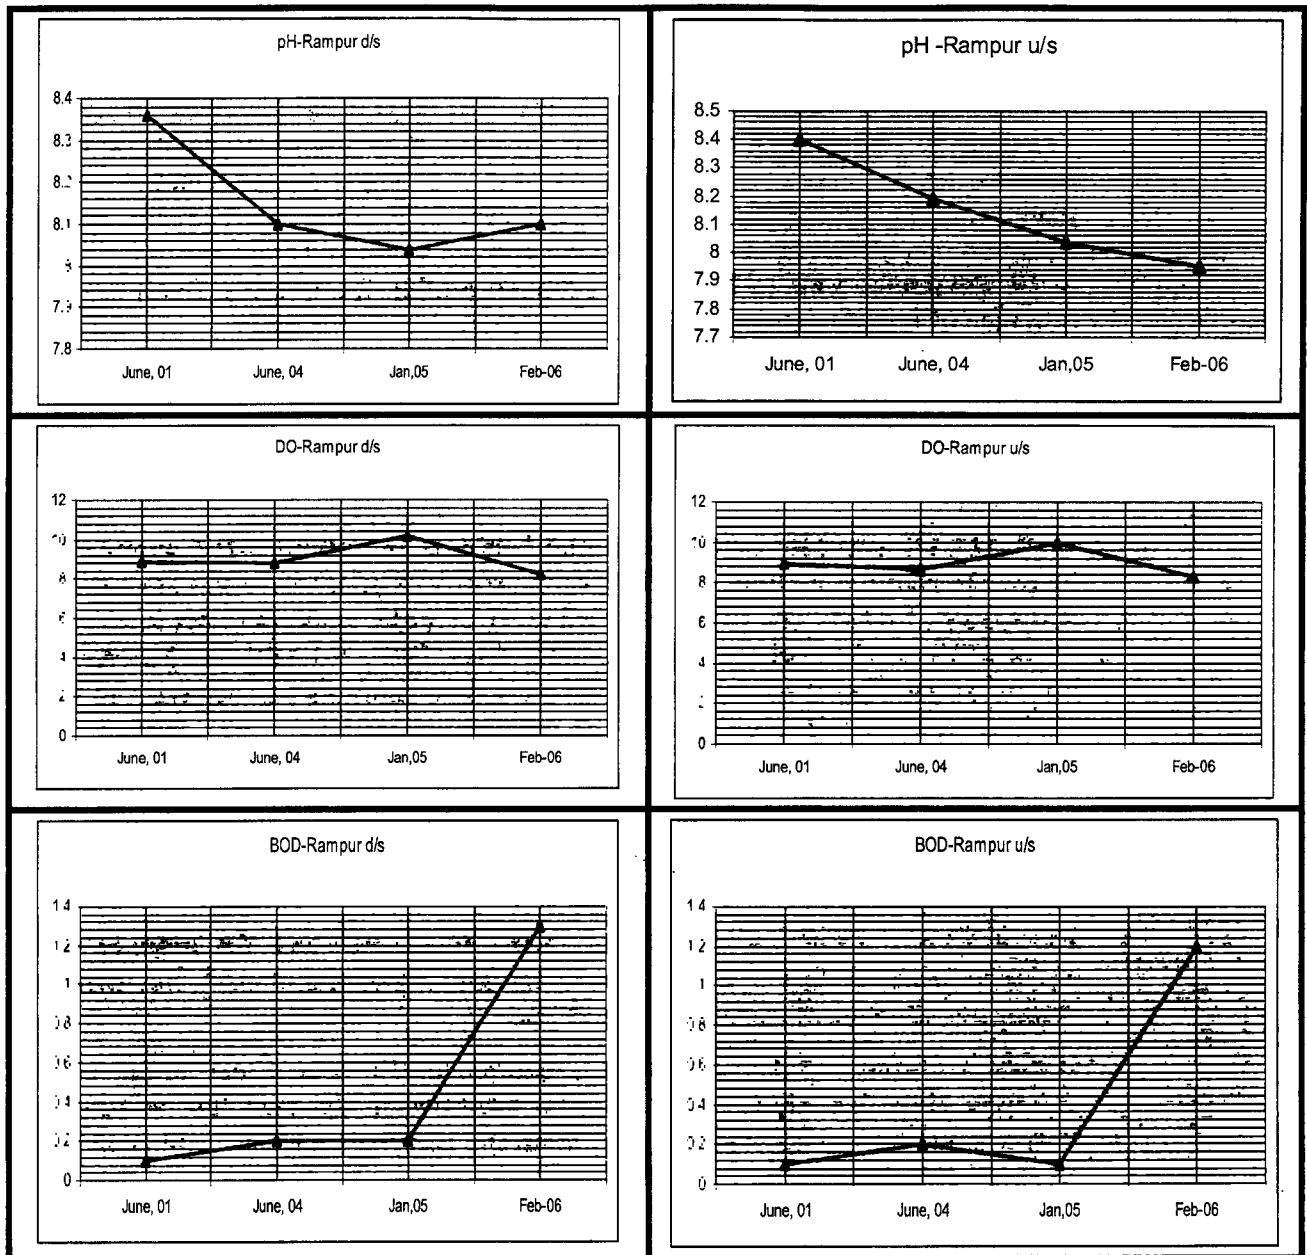 pH-Rampur d/s
8.4
8.3
8.1
7.8
June, 01
June, 04
Jan,05
Feb-06
pH -Rampur u/s
8.5
8.4
8.3
8.2
8.1
8
7.9
7.8
7.7
June, 01
June, 04
Jan,05
Feb-06
DO-Rampur d/s
12
8
0
June, 01
June, 04
Jan,05
Feb-06
DO-Rampur u/s
12
10
8
6
4
0
June, 01
June, 04
Jan,05
Feb-06
BOD-Rampur d/s
1
0
June, 01
June, 04
Jan,05
Feb-06
BOD-Rampur u/s
1
0
June, 01
June, 04
Jan,05
Feb-06